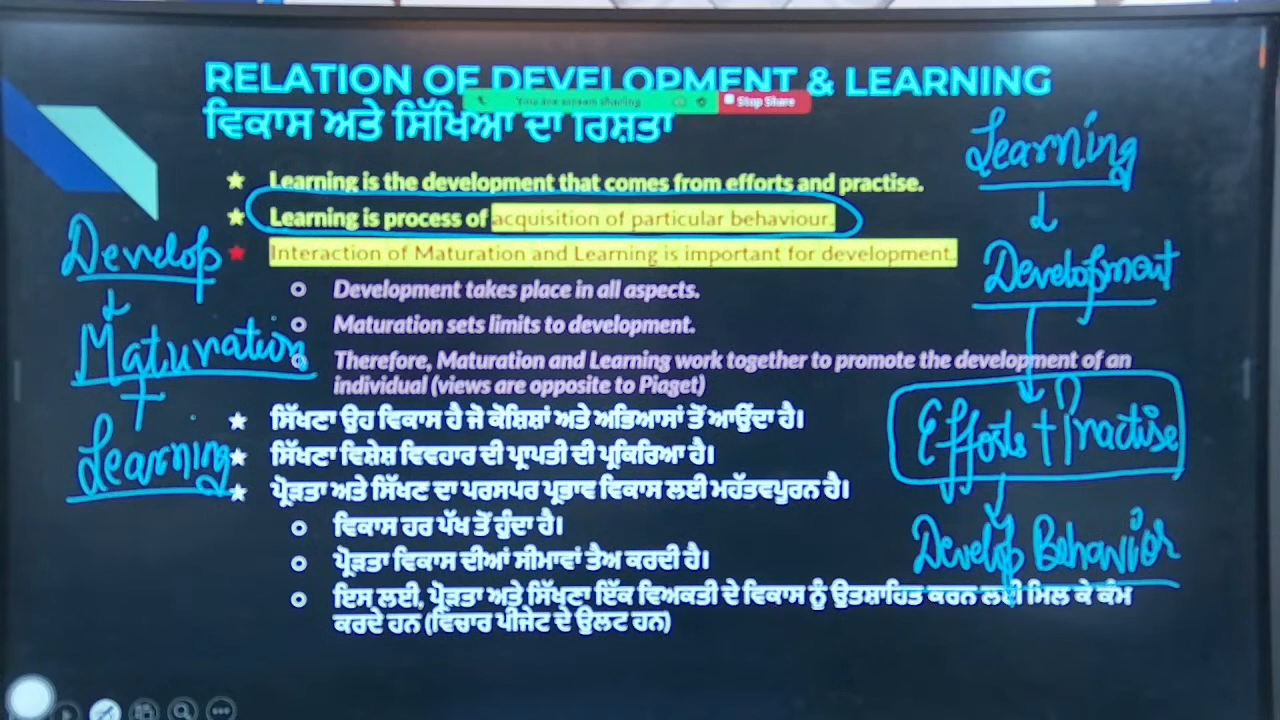 RELATION OF DEVELOPMENT & LEARNING
You are screen sharing
Stop Share
ਵਿਕਾਸ ਅਤੇ ਸਿੱਖਿਆ ਦਾ ਰਿਸ਼ਤਾ
★ Learning is the development that comes from efforts and practise.
★ Learning is process of acquisition of particular behaviour.
★ Interaction of Maturation and Learning is important for development.
Development takes place in all aspects.
Maturation sets limits to development.
Therefore, Maturation and Learning work together to promote the development of an
individual (views are opposite to Piaget)
★ ਸਿੱਖਣਾ ਉਹ ਵਿਕਾਸ ਹੈ ਜੋ ਕੋਸ਼ਿਸ਼ਾਂ ਅਤੇ ਅਭਿਆਸਾਂ ਤੋਂ ਆਉਂਦਾ ਹੈ।
★ ਸਿੱਖਣਾ ਵਿਸ਼ੇਸ਼ ਵਿਵਹਾਰ ਦੀ ਪ੍ਰਾਪਤੀ ਦੀ ਪ੍ਰਕਿਰਿਆ ਹੈ।
★ ਪ੍ਰੋੜਤਾ ਅਤੇ ਸਿੱਖਣ ਦਾ ਪਰਸਪਰ ਪ੍ਰਭਾਵ ਵਿਕਾਸ ਲਈ ਮਹੱਤਵਪੂਰਨ ਹੈ।
ਵਿਕਾਸ ਹਰ ਪੱਖ ਤੋਂ ਹੁੰਦਾ ਹੈ।
ਪ੍ਰੋੜਤਾ ਵਿਕਾਸ ਦੀਆਂ ਸੀਮਾਵਾਂ ਤੈਅ ਕਰਦੀ ਹੈ।
ਇਸ ਲਈ, ਪ੍ਰੋੜਤਾ ਅਤੇ ਸਿੱਖਣਾ ਇੱਕ ਵਿਅਕਤੀ ਦੇ ਵਿਕਾਸ ਨੂੰ ਉਤਸ਼ਾਹਿਤ ਕਰਨ ਲਈ ਮਿਲ ਕੇ ਕੰਮ
ਕਰਦੇ ਹਨ (ਵਿਚਾਰ ਪੀਜੇਟ ਦੇ ਉਲਟ ਹਨ)
Develop
↓
Maturation
+
Learning
Learning
↓
Development
↓
Efforts + Practise
↓
Develop Behavior